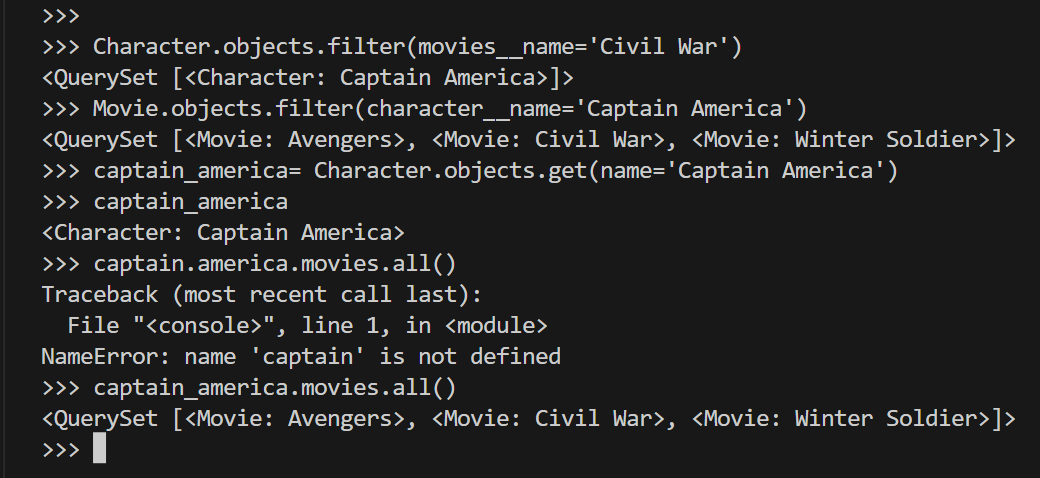 >>>
>>> Character.objects.filter(movies__name='Civil War')
<QuerySet [<Character: Captain America>]>
>>> Movie.objects.filter(character__name='Captain America')
<QuerySet [<Movie: Avengers>, <Movie: Civil War>, <Movie: Winter Soldier>]>
>>> captain_america= Character.objects.get(name='Captain America')
>>> captain_america
<Character: Captain America>
>>> captain.america.movies.all()
Traceback (most recent call last):
  File "<console>", line 1, in <module>
NameError: name 'captain' is not defined
>>> captain_america.movies.all()
<QuerySet [<Movie: Avengers>, <Movie: Civil War>, <Movie: Winter Soldier>]>
>>>